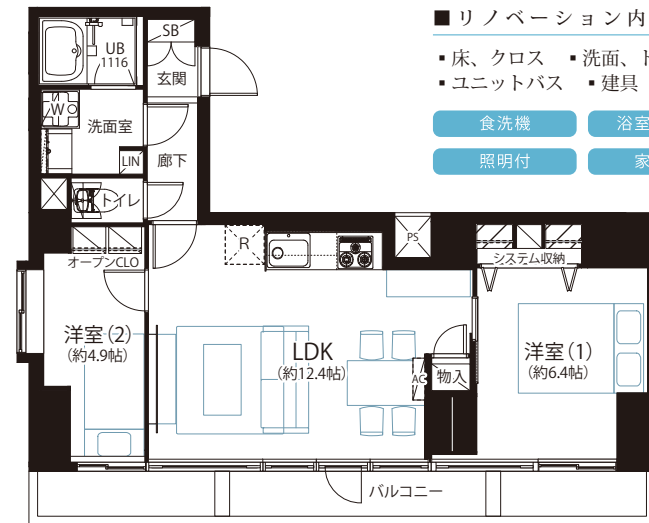 ■リノベーション内
▪床、クロス ▪洗面、ト
▪ユニットバス ▪建具
食洗機
浴室
照明付
家
UB
1116
SB
玄関
W
洗面室
LIN
廊下
トイレ
R
PS
オープンCLO
システム収納
洋室(2)
(約4.9帖)
LDK
(約12.4帖)
AC
物入
洋室(1)
(約6.4帖)
バルコニー